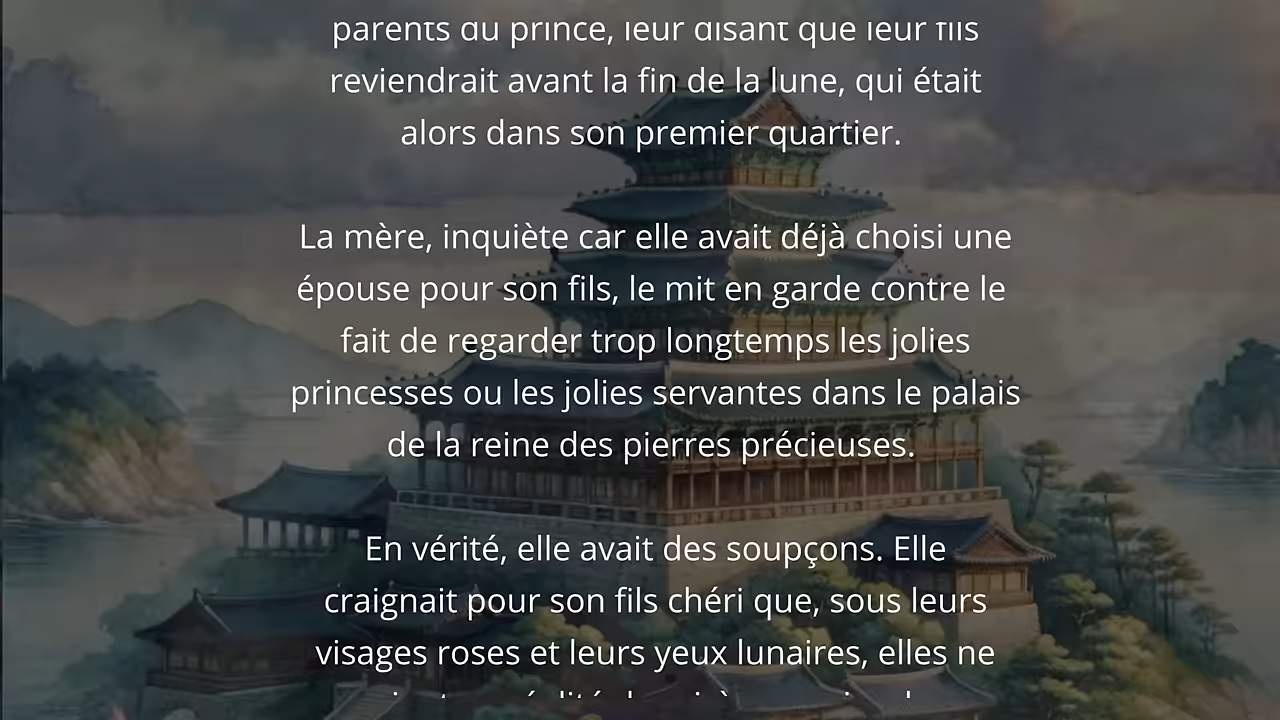 parents du prince, leur disant que leur fils
reviendrait avant la fin de la lune, qui était
alors dans son premier quartier.
La mère, inquiète car elle avait déjà choisi une
épouse pour son fils, le mit en garde contre le
fait de regarder trop longtemps les jolies
princesses ou les jolies servantes dans le palais
de la reine des pierres précieuses.
En vérité, elle avait des soupçons. Elle
craignait pour son fils chéri que, sous leurs
visages roses et leurs yeux lunaires, elles ne